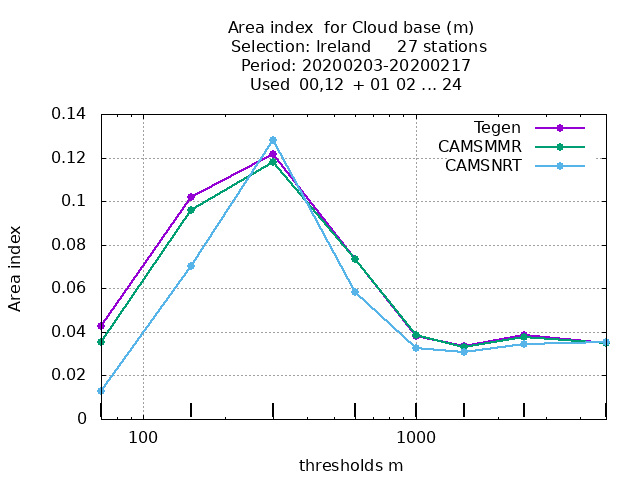 Area index  for Cloud base (m)
Selection: Ireland     27 stations
Period: 20200203-20200217
Used  00,12  + 01 02 ... 24
0.14
0.12
0.1
0.08
0.06
0.04
0.02
0
Area index
Tegen
CAMSMMR
CAMSNRT
100
1000
thresholds m